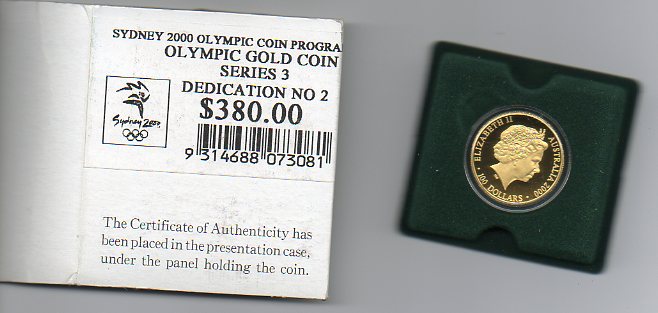 SYDNEY 2000 OLYMPIC COIN PROGRA
OLYMPIC GOLD COIN
SERIES 3
DEDICATION NO 2
$380.00
Sydney 2000
9 314688 073081
The Certificate of Authenticity has
been placed in the presentation case,
under the panel holding the coin.
ELIZABETH II
AUSTRALIA 2000
100 DOLLARS